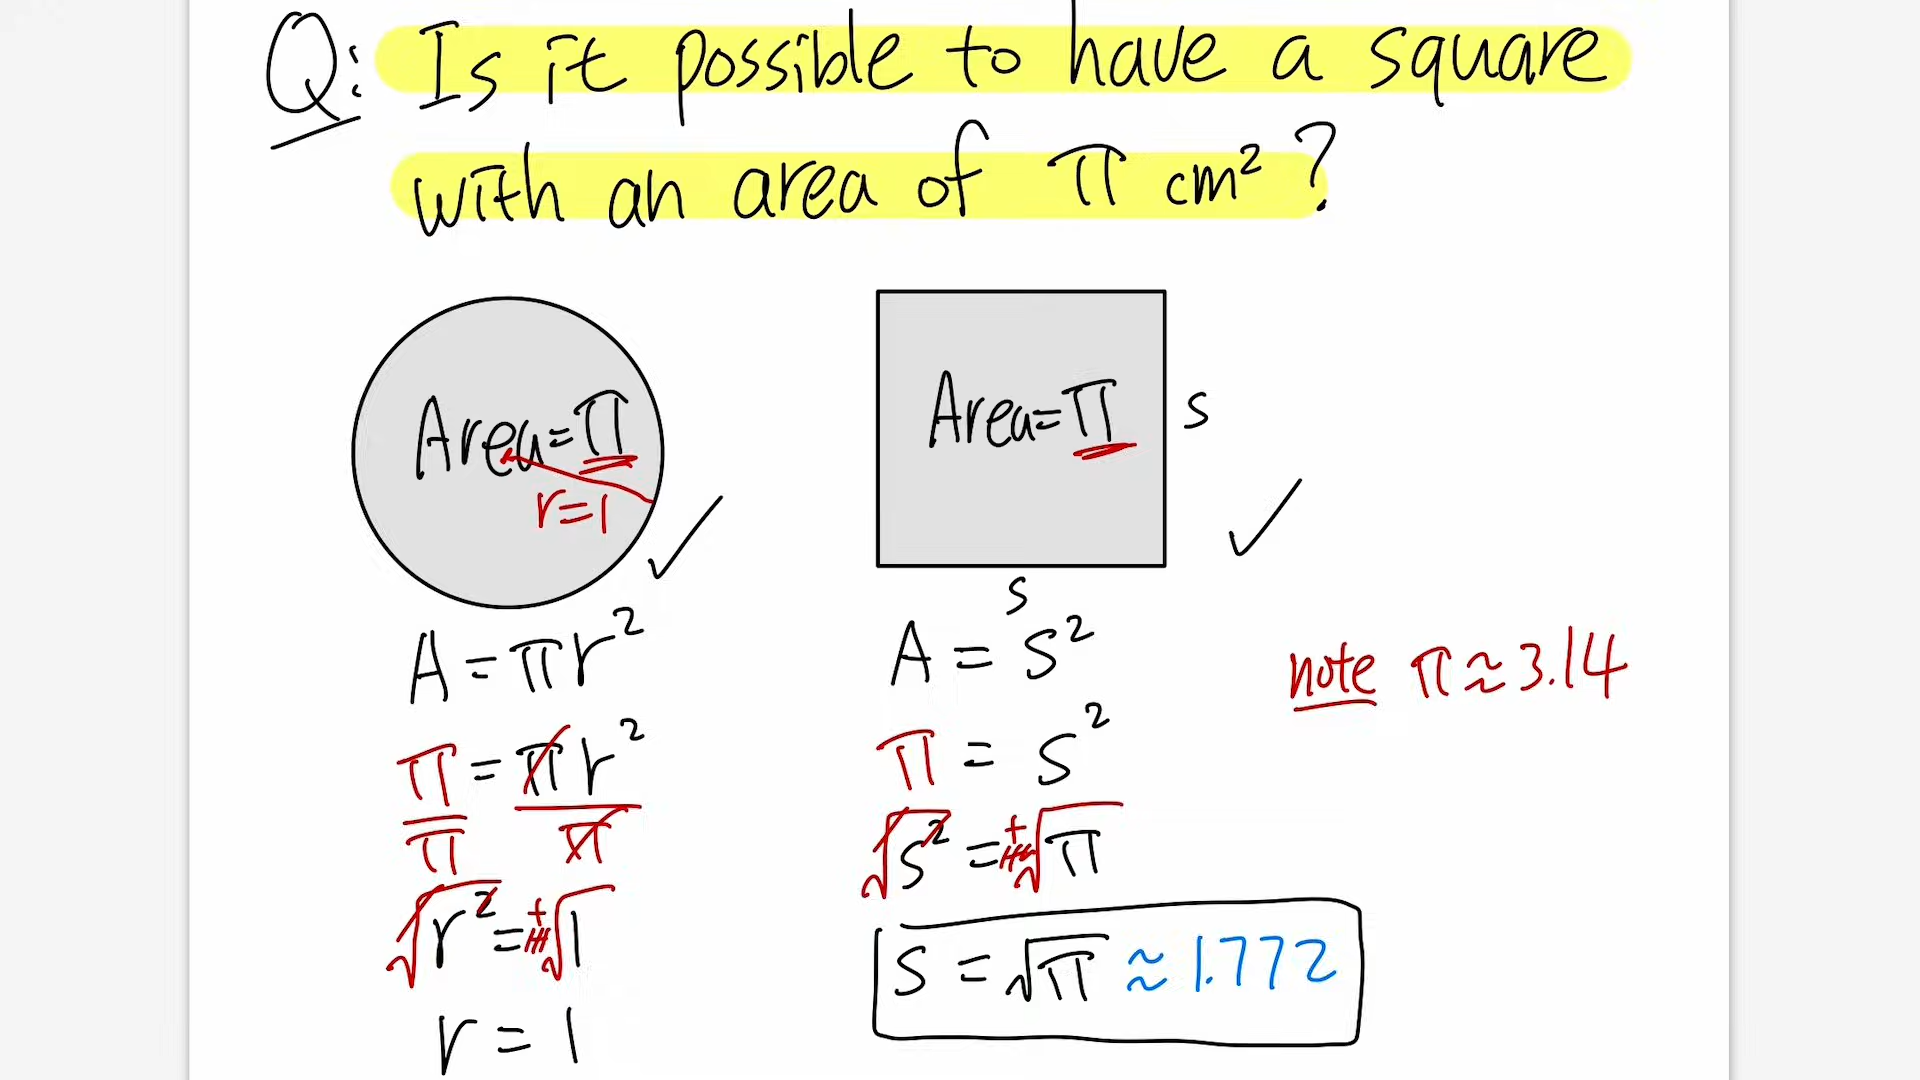 Q: Is it possible to have a square
with an area of π cm²?
Area=π
r=1
Area=π
s
s
A=πr²
π=πr²
π π
√r²=±√1
r=1
A=s²
π=s²
√s²=±√π
s=√π≈1.772
note π≈3.14